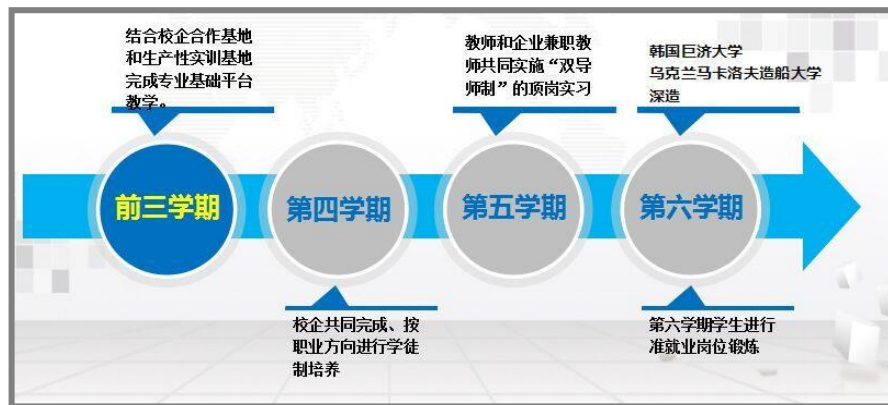 结合校企合作基地
和生产性实训基地
完成专业基础平台
教学。
教师和企业兼职教
师共同实施“双导
师制”的顶岗实习
韩国巨济大学
乌克兰马卡洛夫造船大学
深造
前三学期
第四学期
第五学期
第六学期
校企共同完成、按
职业方向进行学徒
制培养
第六学期学生进行
准就业岗位锻炼